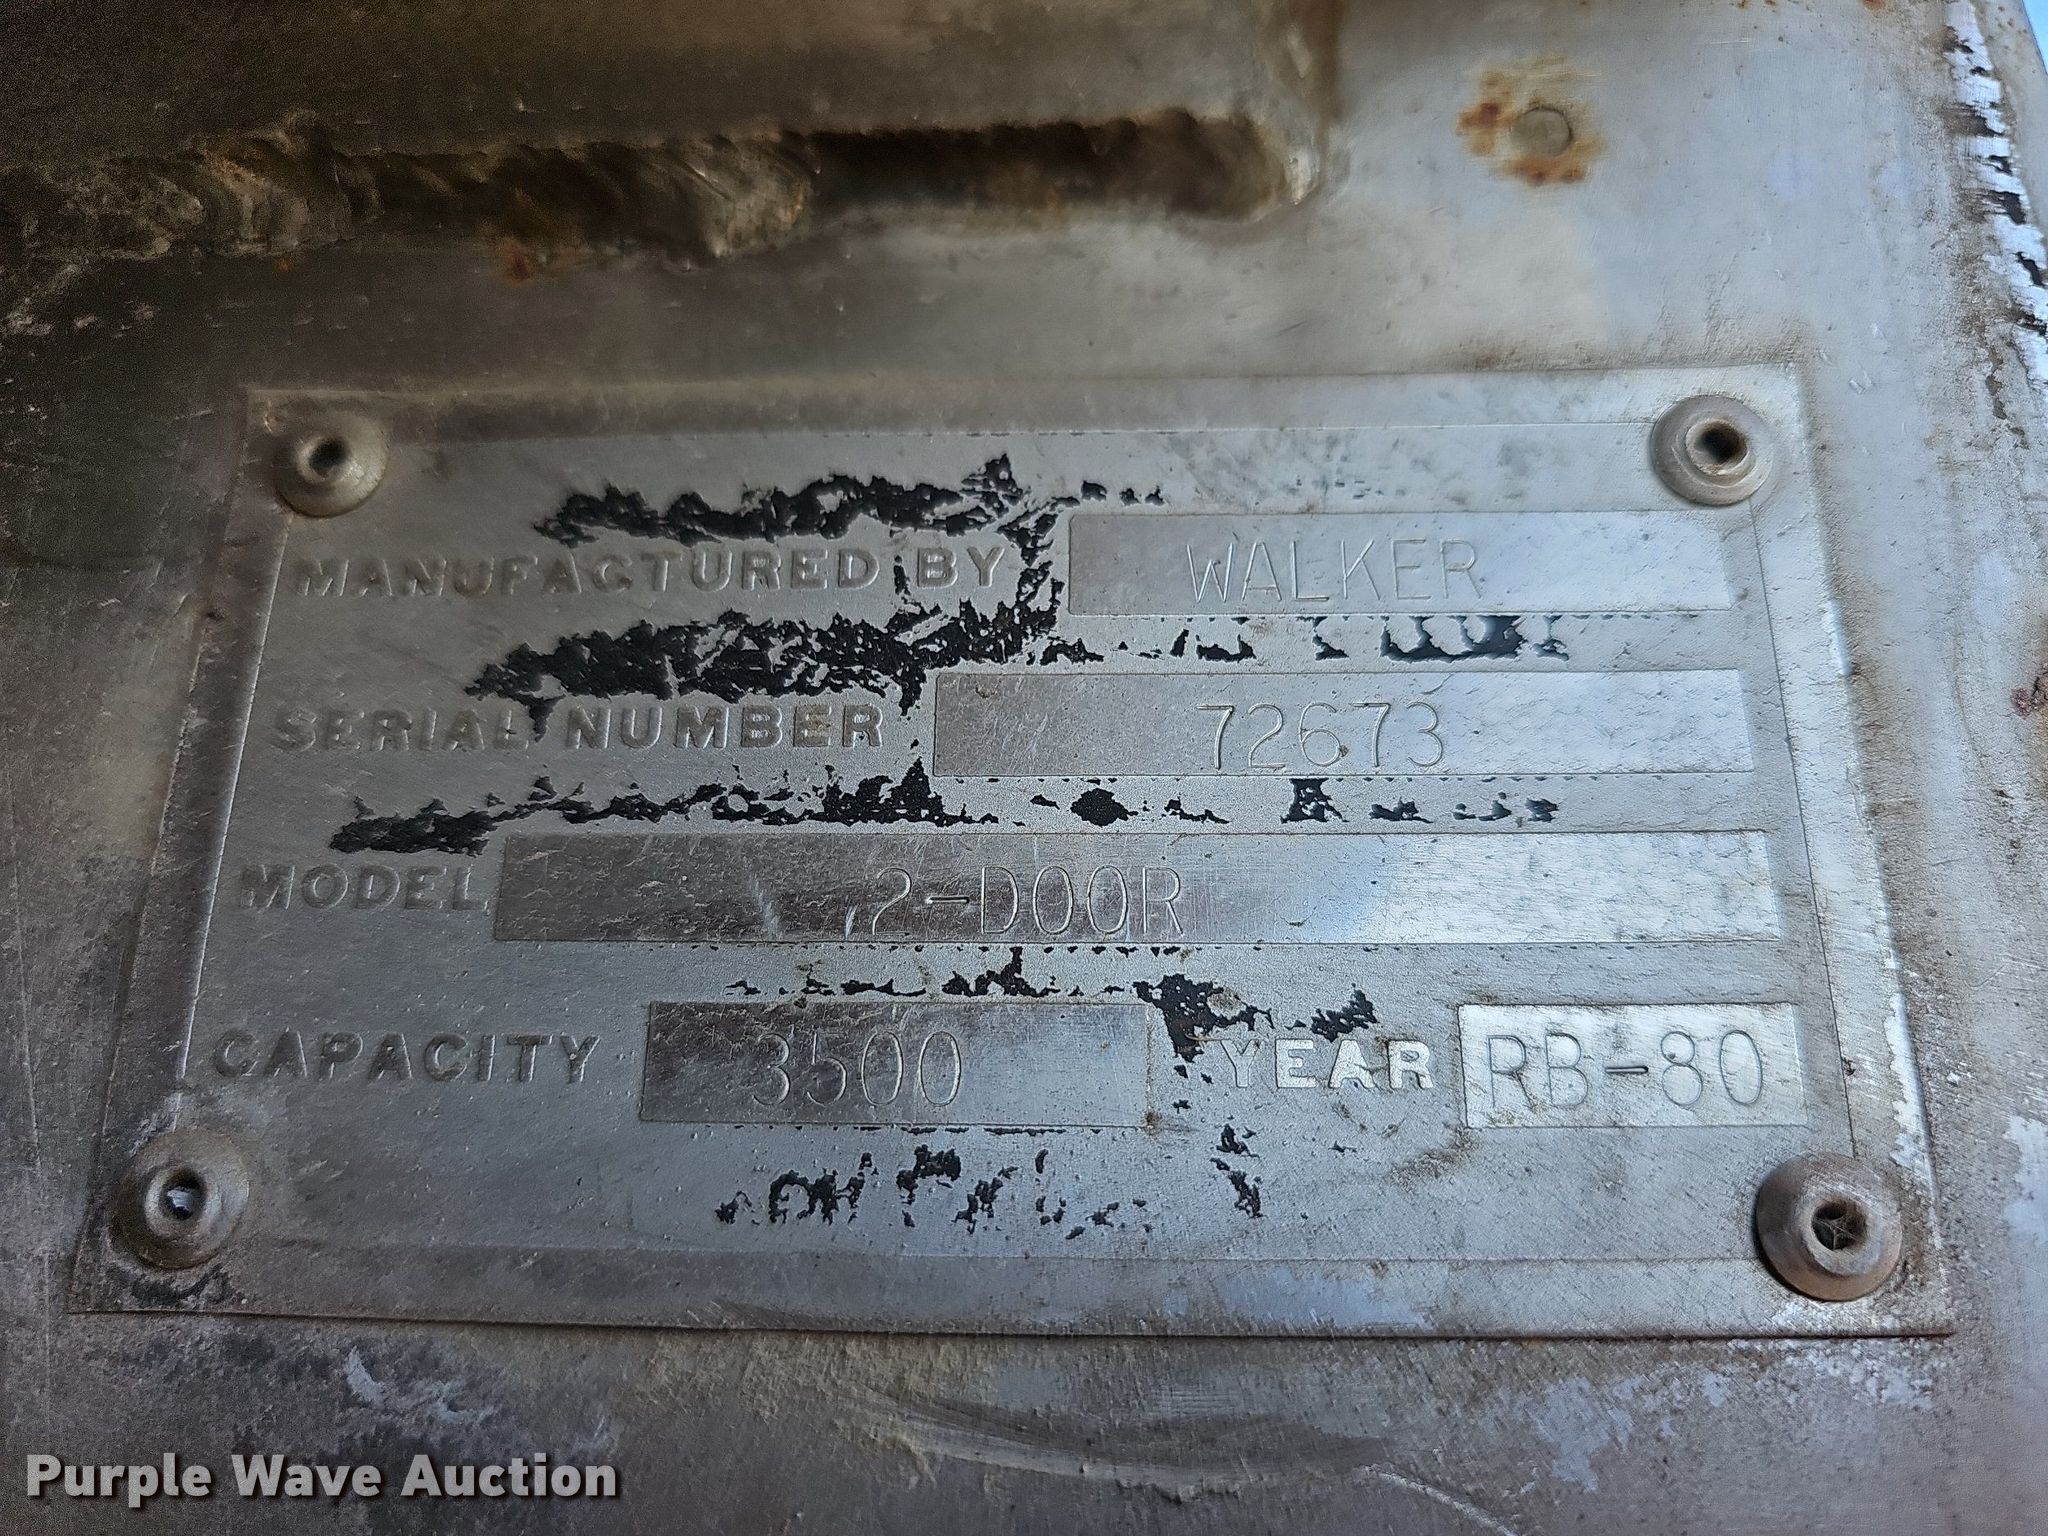 MANUFACTURED BY WALKER
SERIAL NUMBER 72673
MODEL 2-DOOR
CAPACITY 3500 YEAR RB-80
Purple Wave Auction